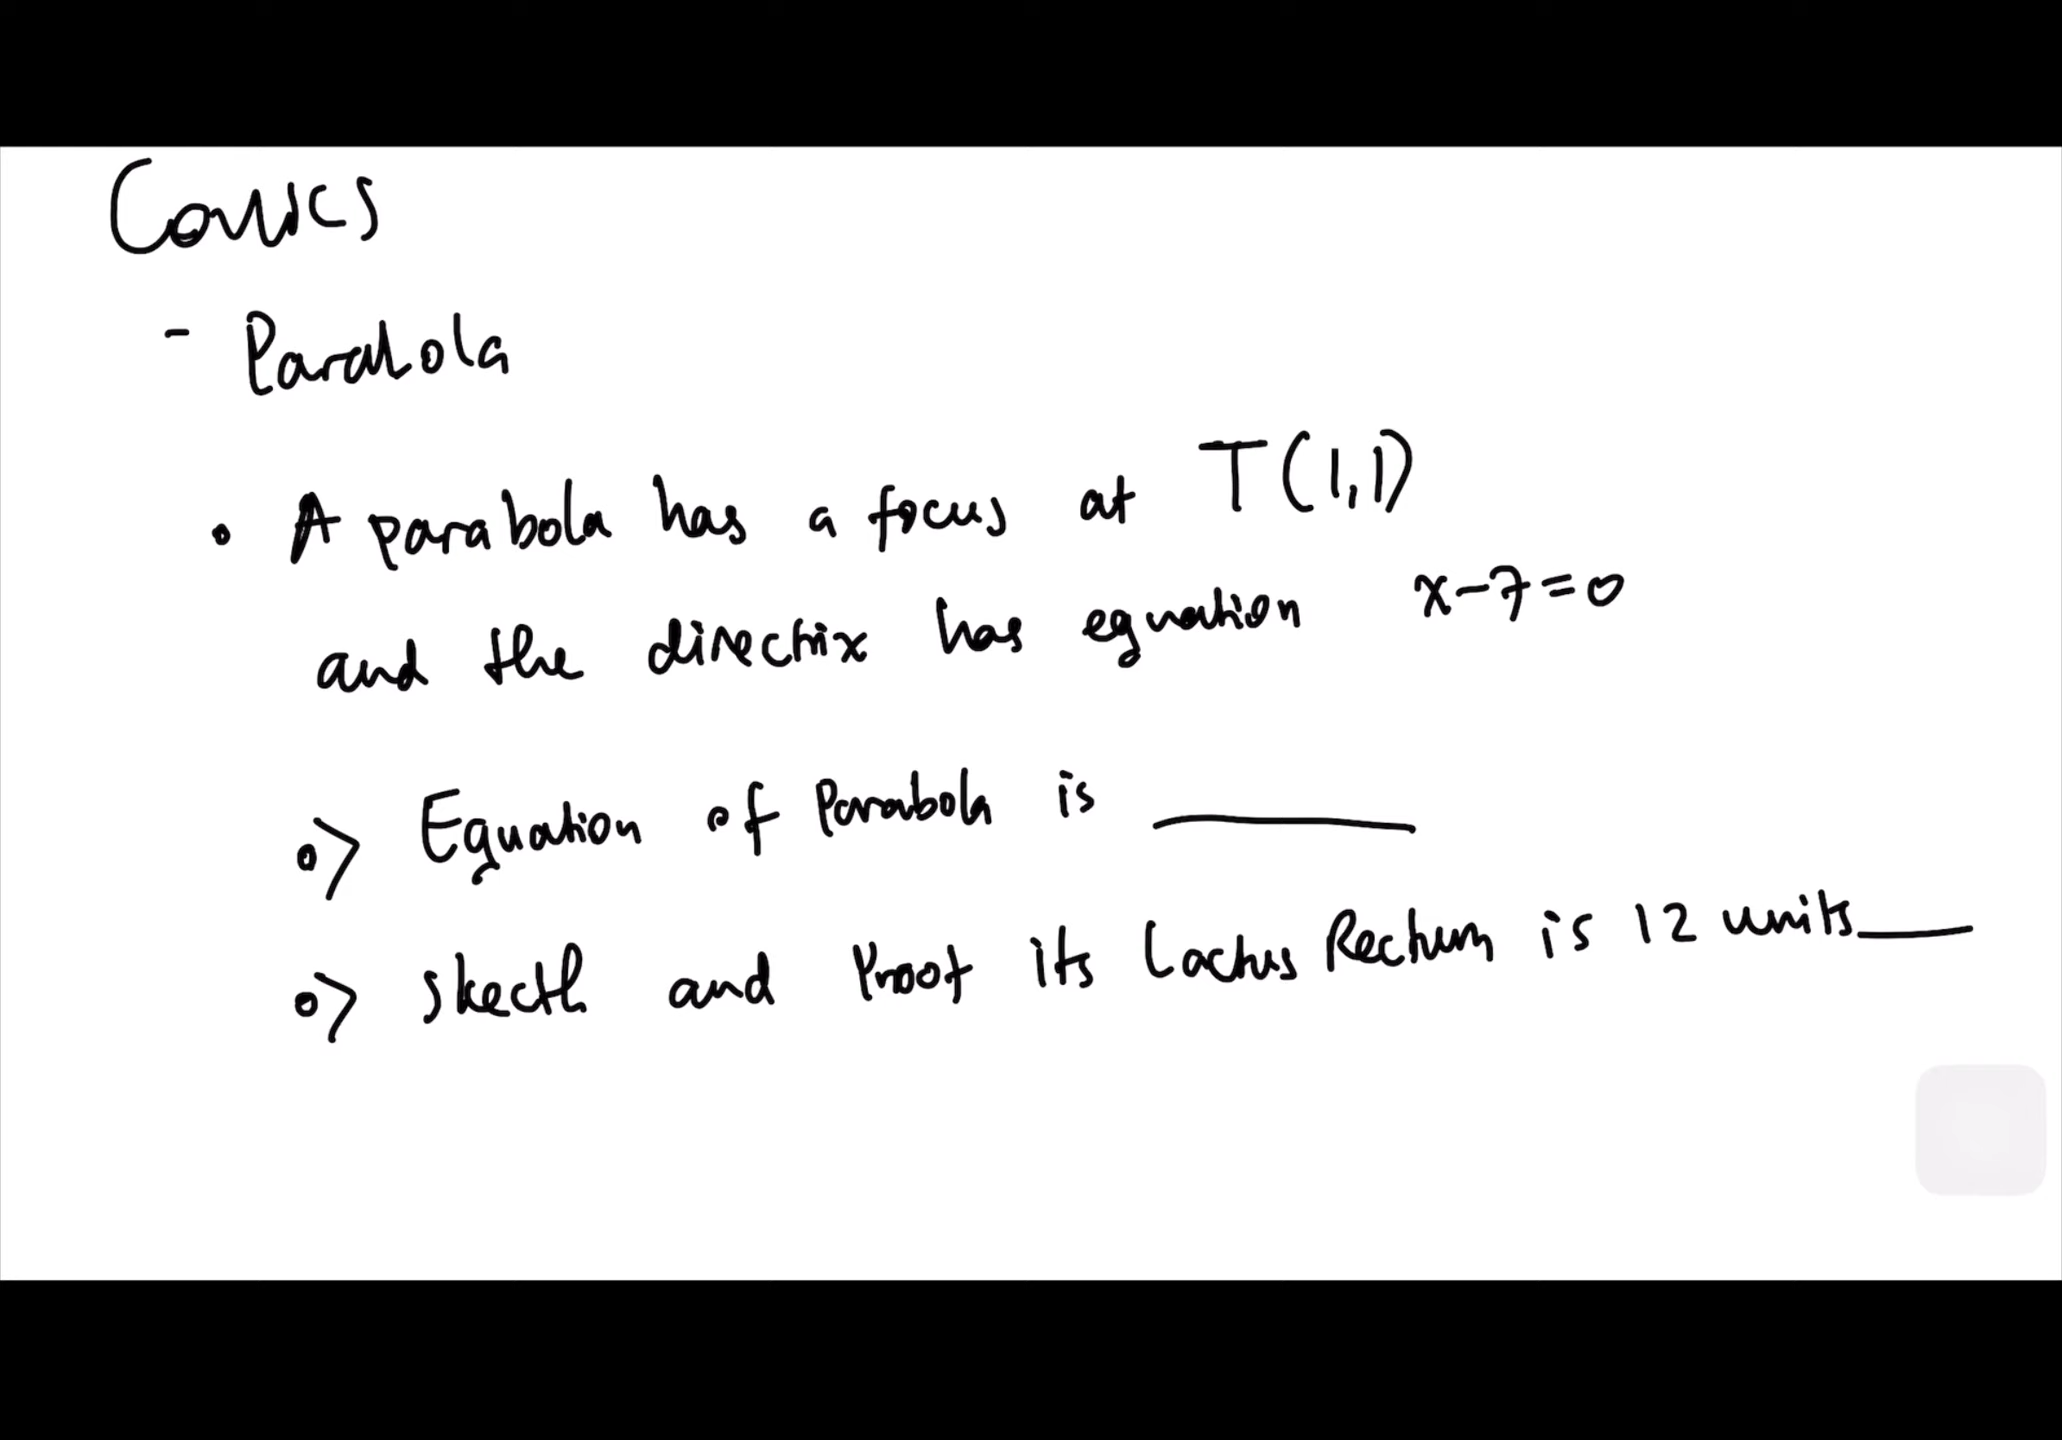 Conics
- Parabola
• A parabola has a focus at T(1,1)
and the directrix has equation x-7=0
•> Equation of Parabola is ______
•> Skecth and Proof its Lactus Rectum is 12 units____